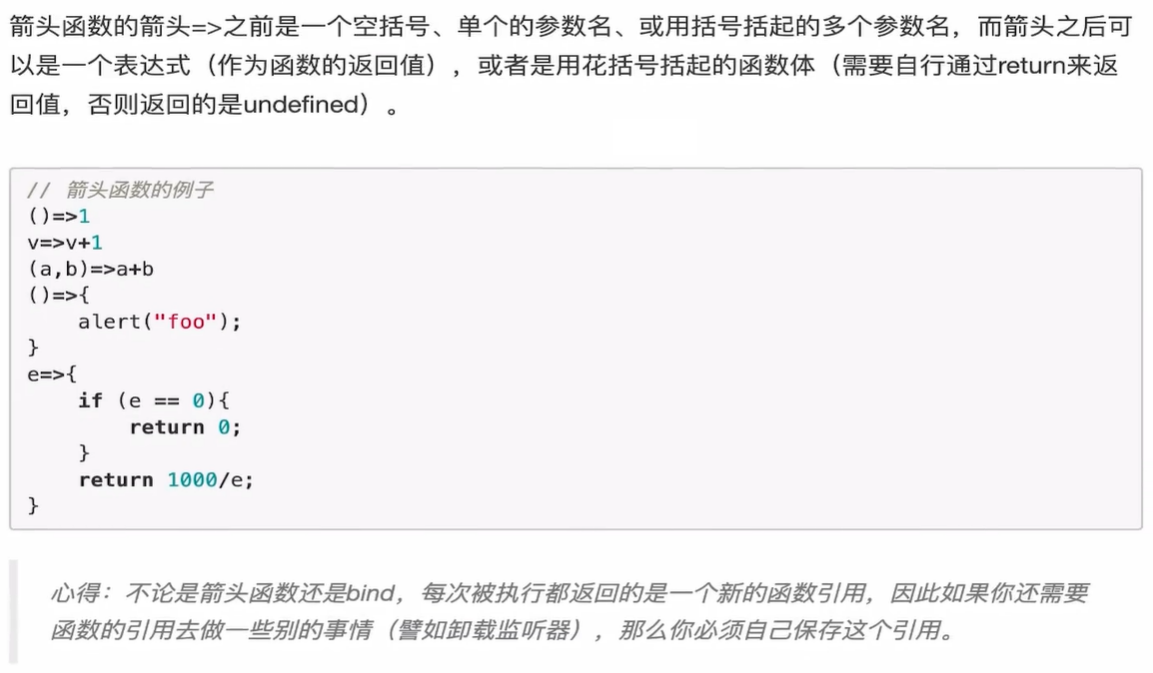 箭头函数的箭头=>之前是一个空括号、单个的参数名、或用括号括起的多个参数名，而箭头之后可
以是一个表达式（作为函数的返回值），或者是用花括号括起的函数体（需要自行通过return来返
回值，否则返回的是undefined）。
// 箭头函数的例子
()=>1
v=>v+1
(a,b)=>a+b
()=>{
    alert("foo");
}
e=>{
    if (e == 0){
        return 0;
    }
    return 1000/e;
}
心得：不论是箭头函数还是bind，每次被执行都返回的是一个新的函数引用，因此如果你还需要
函数的引用去做一些别的事情（譬如卸载监听器），那么你必须自己保存这个引用。